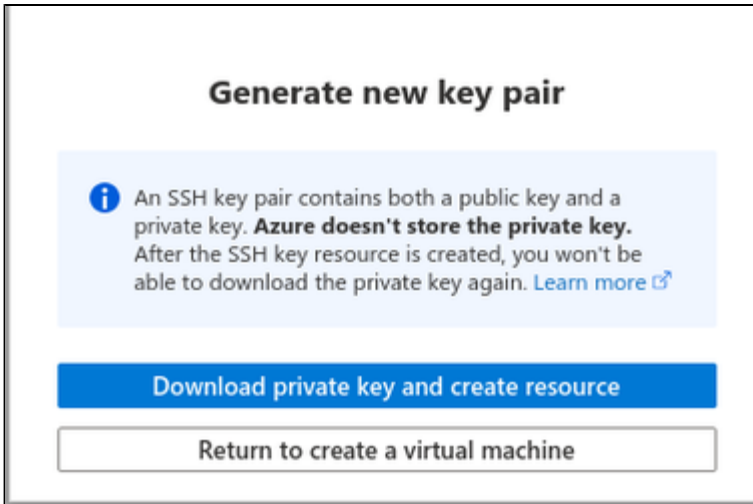 Generate new key pair
An SSH key pair contains both a public key and a
private key. Azure doesn't store the private key.
After the SSH key resource is created, you won't be
able to download the private key again. Learn more
Download private key and create resource
Return to create a virtual machine